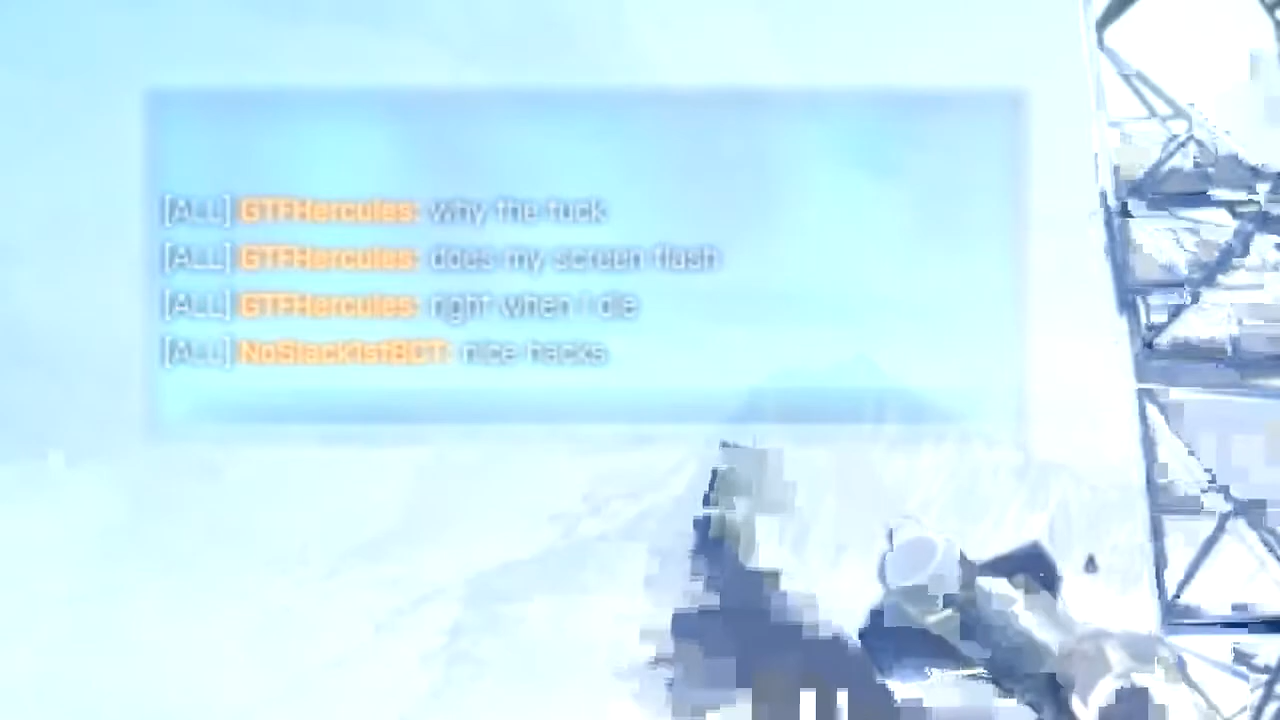 [ALL] GTFHercules: why the fuck
[ALL] GTFHercules: does my screen flash
[ALL] GTFHercules: right when i die
[ALL] NoSlack1stBCT: nice hacks